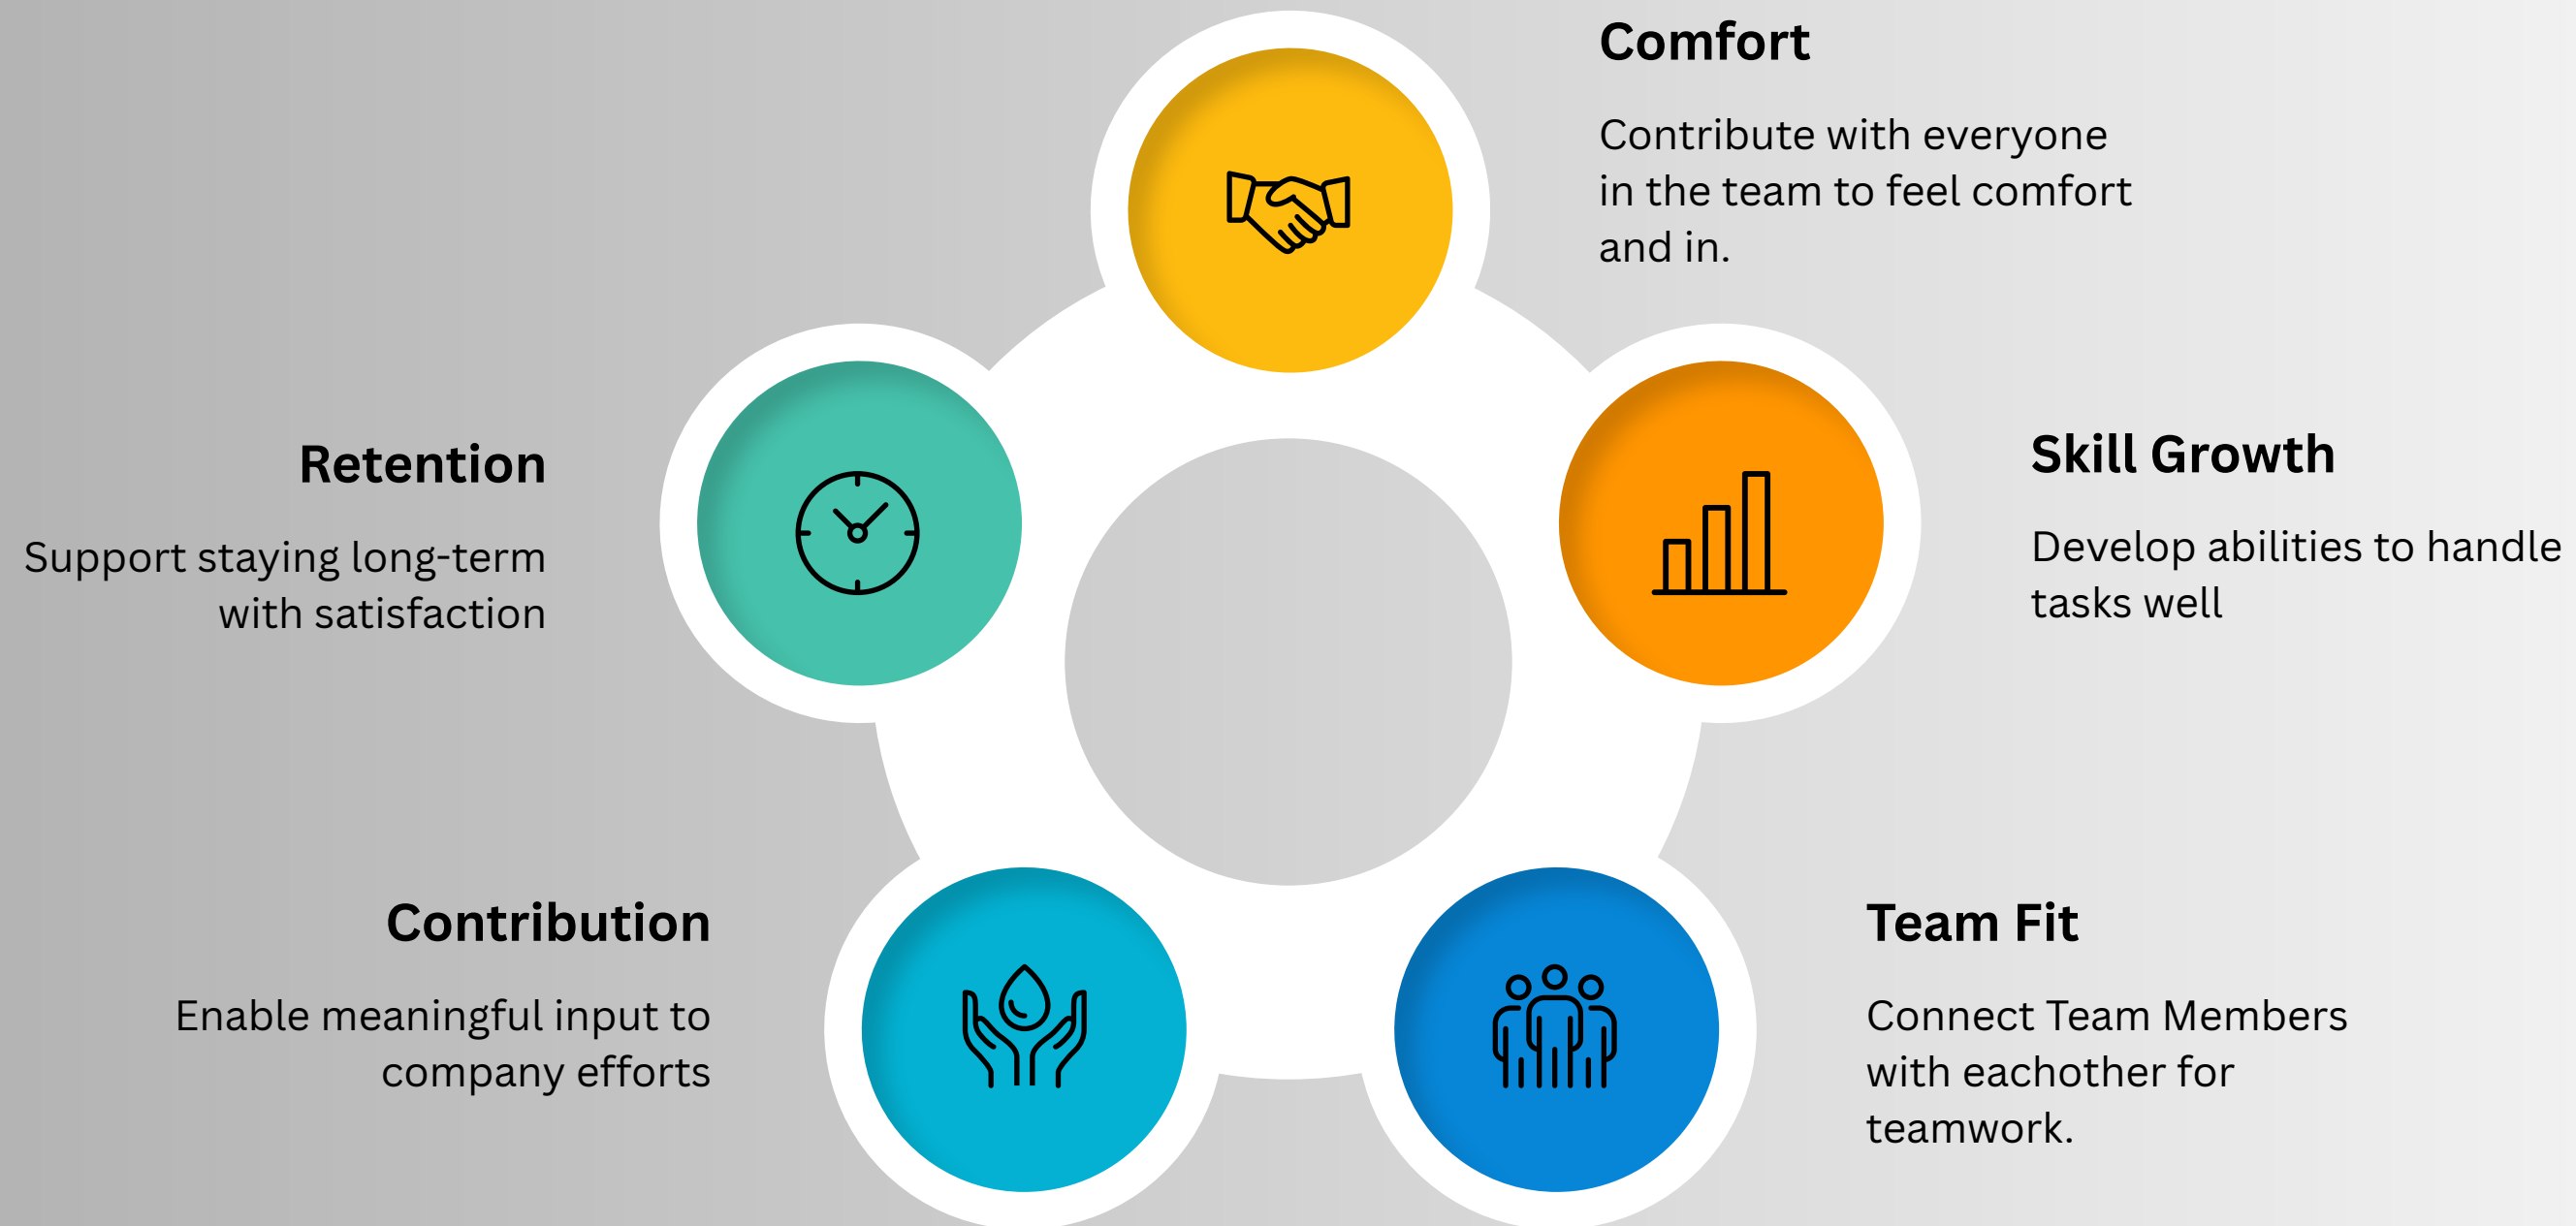 Comfort
Contribute with everyone
in the team to feel comfort
and in.
Skill Growth
Develop abilities to handle
tasks well
Team Fit
Connect Team Members
with eachother for
teamwork.
Contribution
Enable meaningful input to
company efforts
Retention
Support staying long-term
with satisfaction